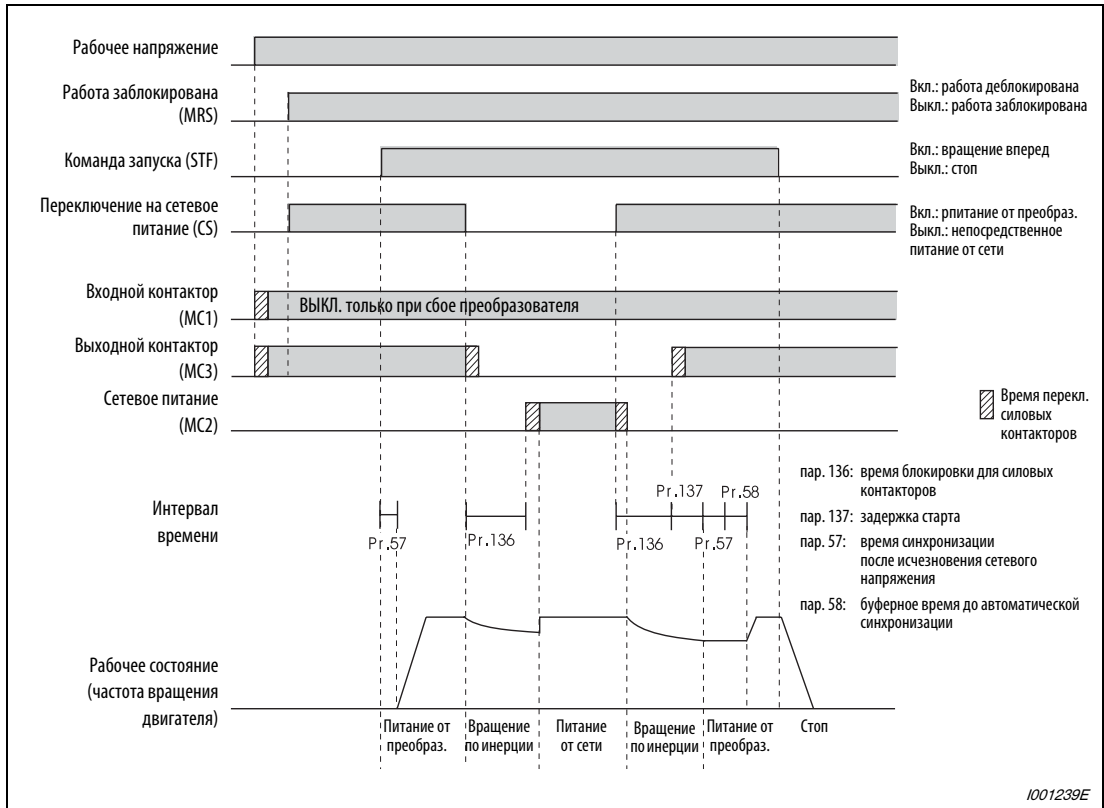 Рабочее напряжение
Работа заблокирована
(MRS)
Вкл.: работа деблокирована
Выкл.: работа заблокирована
Команда запуска (STF)
Вкл.: вращение вперед
Выкл.: стоп
Переключение на сетевое
питание (CS)
Вкл.: рпитание от преобраз.
Выкл.: непосредственное
питание от сети
Входной контактор
(MC1)
ВЫКЛ. только при сбое преобразователя
Выходной контактор
(MC3)
Сетевое питание
(MC2)
Время перекл.
силовых
контакторов
Интервал
времени
Pr.57
Pr.136
Pr.137
Pr.58
Pr.136
Pr.57
пар. 136: время блокировки для силовых
контакторов
пар. 137: задержка старта
пар. 57: время синхронизации
после исчезновения сетевого
напряжения
пар. 58: буферное время до автоматической
синхронизации
Рабочее состояние
(частота вращения
двигателя)
Питание от
преобраз.
Вращение
по инерции
Питание
от сети
Вращение
по инерции
Питание от
преобраз.
Стоп
I001239E